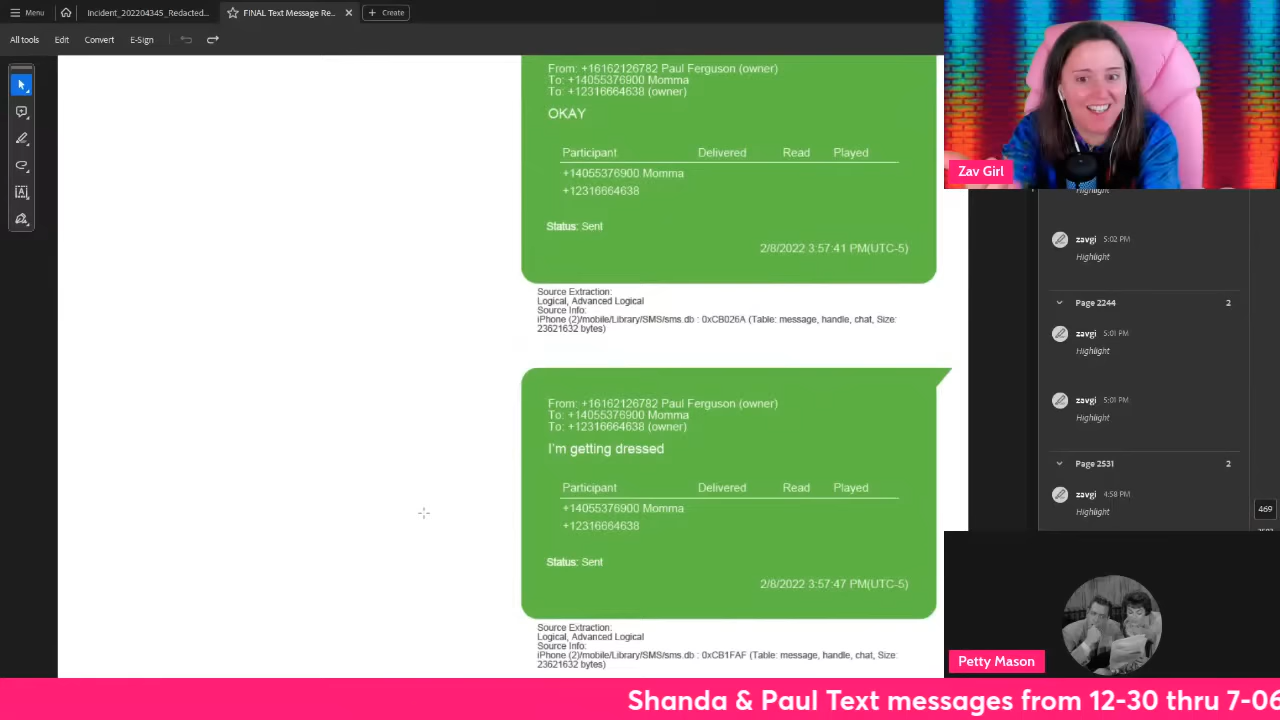 Menu
Incident_202204345_Redacted...
FINAL Text Message Re...
Create
All tools
Edit
Convert
E-Sign
From: +16162126782 Paul Ferguson (owner)
To: +14055376900 Momma
To: +12316664638 (owner)
OKAY
Participant Delivered Read Played
+14055376900 Momma
+12316664638
Status: Sent
2/8/2022 3:57:41 PM(UTC-5)
Source Extraction:
Logical, Advanced Logical
Source Info:
iPhone (2)/mobile/Library/SMS/sms.db : 0xCB026A (Table: message, handle, chat, Size:
23621632 bytes)
From: +16162126782 Paul Ferguson (owner)
To: +14055376900 Momma
To: +12316664638 (owner)
I'm getting dressed
Participant Delivered Read Played
+14055376900 Momma
+12316664638
Status: Sent
2/8/2022 3:57:47 PM(UTC-5)
Source Extraction:
Logical, Advanced Logical
Source Info:
iPhone (2)/mobile/Library/SMS/sms.db : 0xCB1FAF (Table: message, handle, chat, Size:
23621632 bytes)
Zav Girl
Highlight
zavgi 5:02 PM
Highlight
Page 2244 2
zavgi 5:01 PM
Highlight
zavgi 5:01 PM
Highlight
Page 2531 2
zavgi 4:58 PM
Highlight
469
Petty Mason
Shanda & Paul Text messages from 12-30 thru 7-06